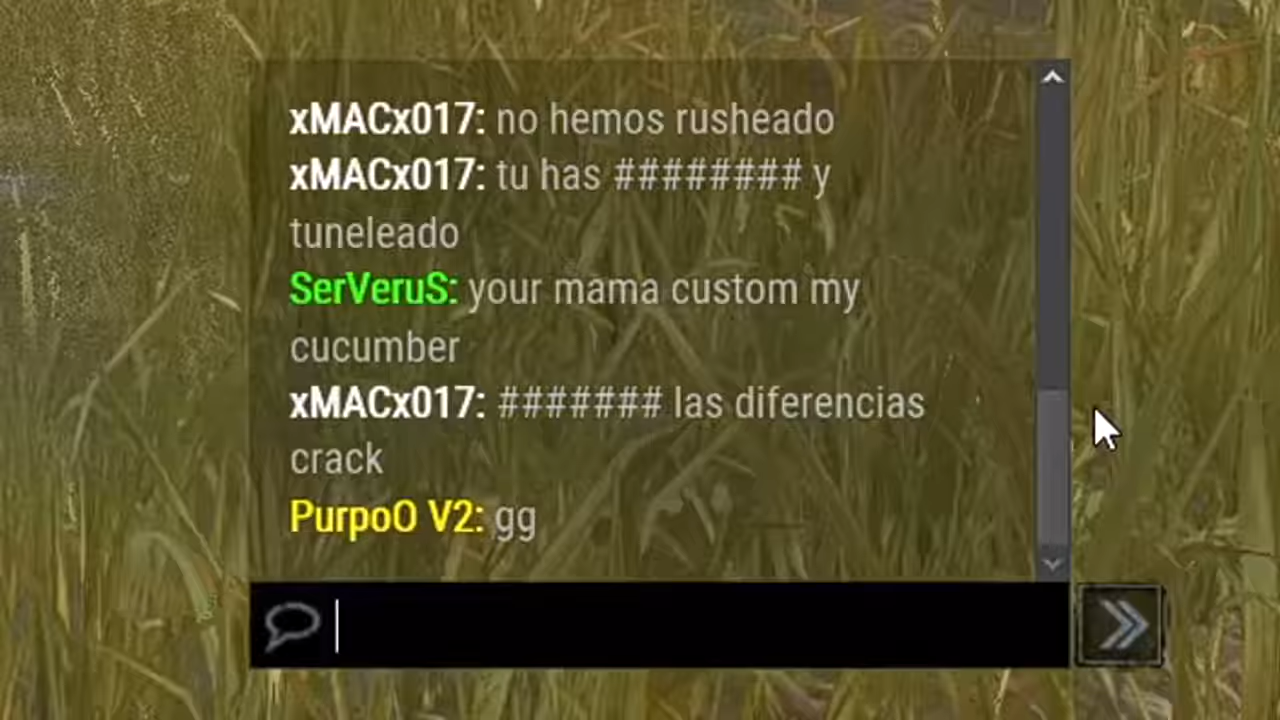 xMACx017: no hemos rusheado
xMACx017: tu has ######## y
tuneleado
SerVeruS: your mama custom my
cucumber
xMACx017: ####### las diferencias
crack
PurpoO V2: gg